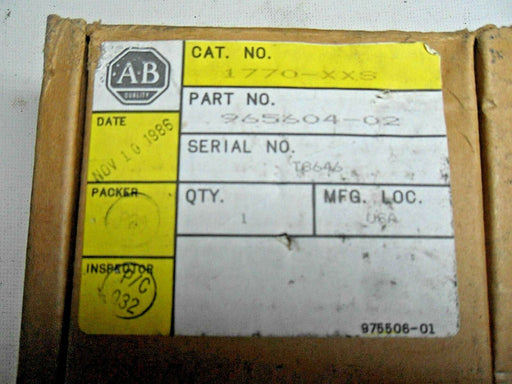 A-B
QUALITY
CAT. NO.
1770-XXS
PART NO.
965604-02
DATE
NOV 10 1986
SERIAL NO.
T8646
PACKER
QTY.
1
MFG. LOC.
USA
INSPECTOR
P/C
032
975506-01